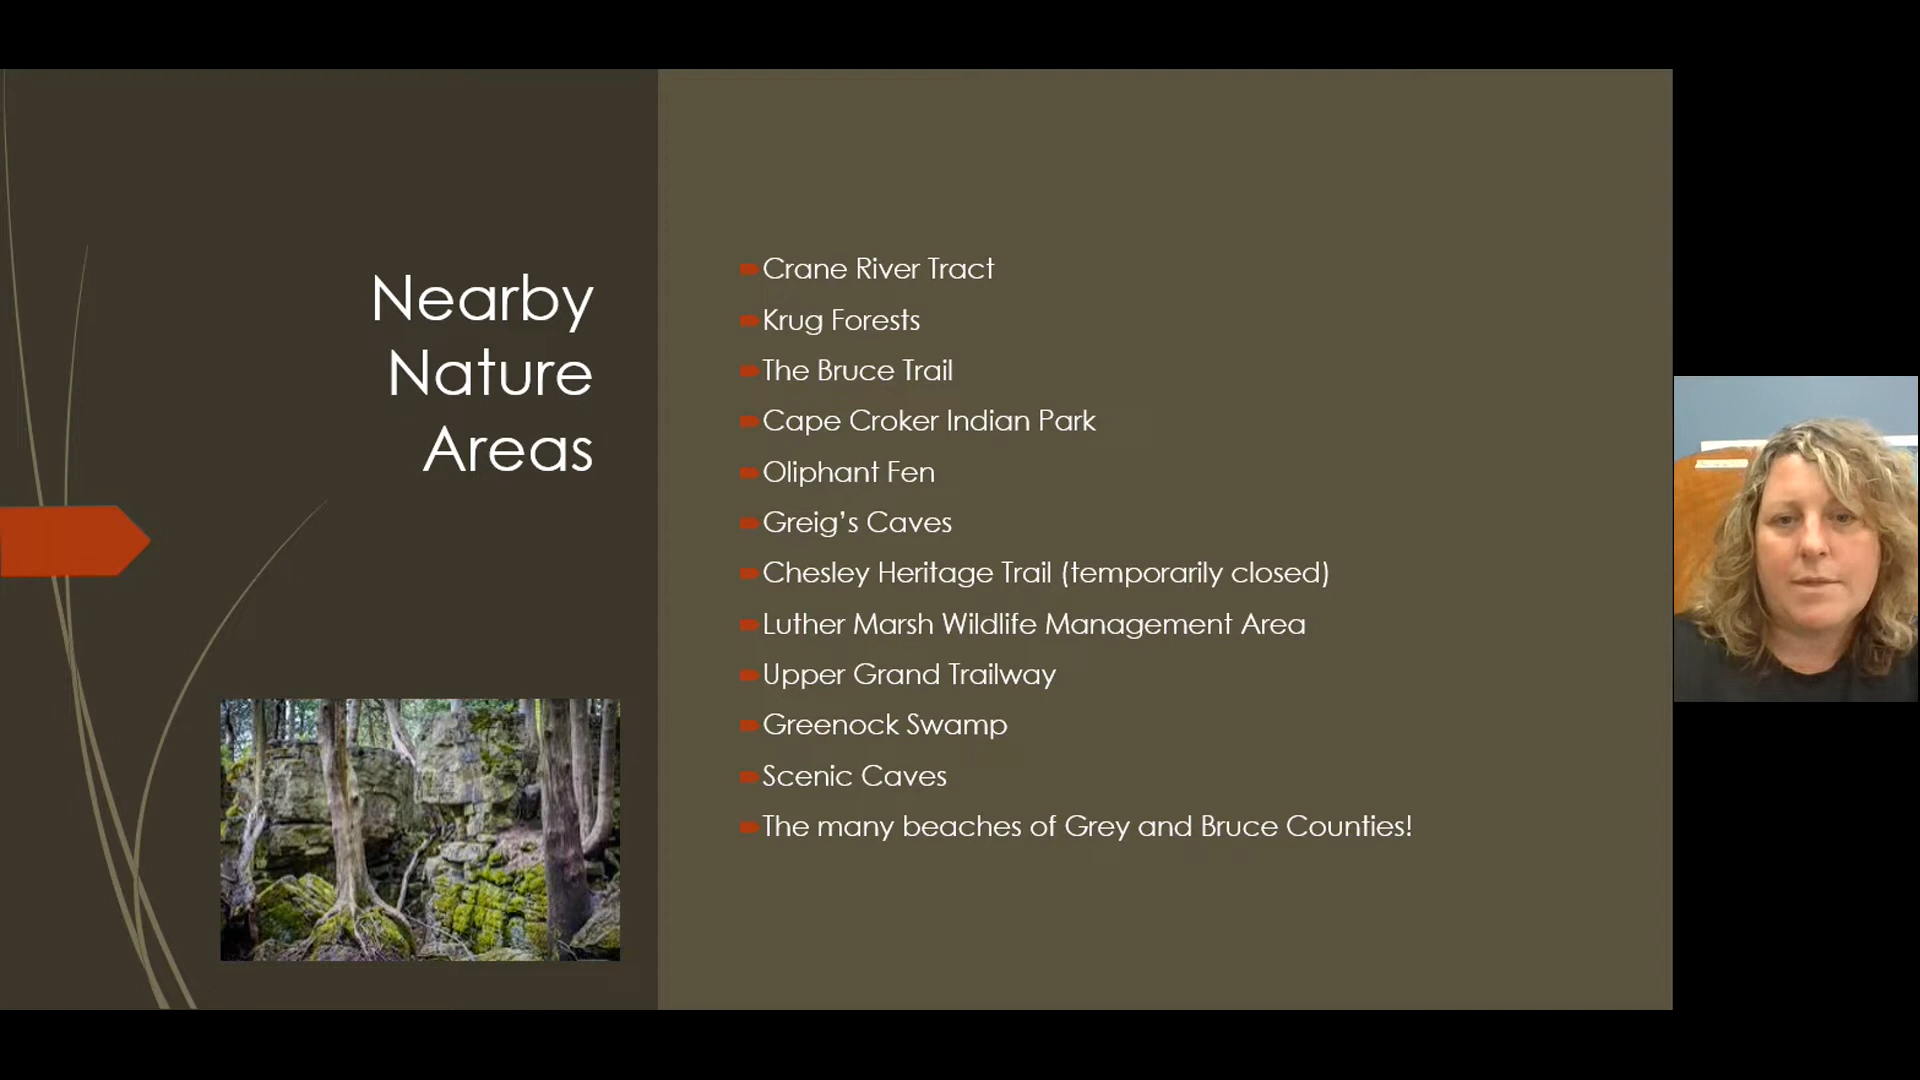 Nearby
Nature
Areas
Crane River Tract
Krug Forests
The Bruce Trail
Cape Croker Indian Park
Oliphant Fen
Greig’s Caves
Chesley Heritage Trail (temporarily closed)
Luther Marsh Wildlife Management Area
Upper Grand Trailway
Greenock Swamp
Scenic Caves
The many beaches of Grey and Bruce Counties!